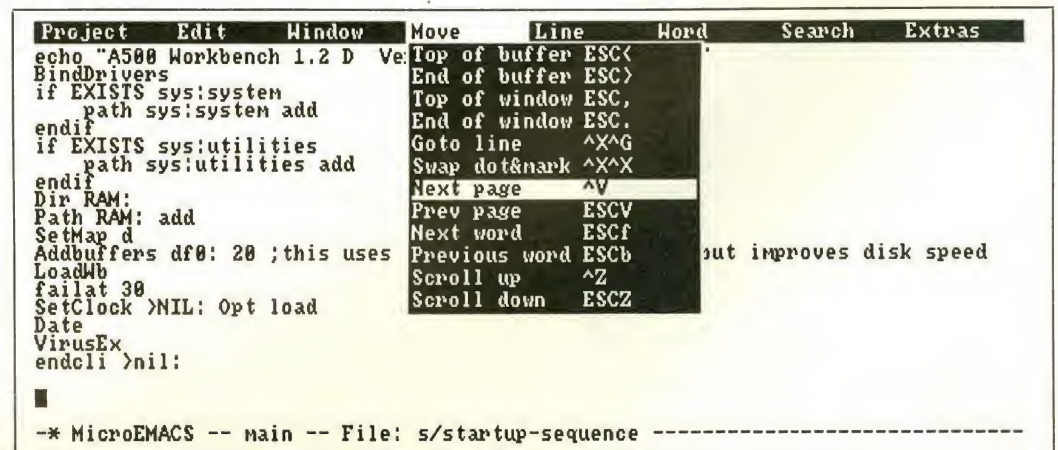 Project Edit Window Move Line Word Search Extras
echo "A500 Workbench 1.2 D
BindDrivers
if EXISTS sys:system
path sys:system add
endif
if EXISTS sys:utilities
path sys:utilities add
endif
Dir RAM:
Path RAM: add
SetMap d
Addbuffers df0: 20 ;this uses
improves disk speed
LoadWb
failat 30
SetClock >NIL: Opt load
Date
VirusEx
endcli >nil:
Top of buffer ESC<
End of buffer ESC>
Top of window ESC,
End of window ESC.
Goto line ^X^G
Swap dot&mark ^X^X
Next page ^V
Prev page ESCV
Next word ESCf
Previous word ESCb
Scroll up ^Z
Scroll down ESCZ
-* MicroEMACS -- main -- File: s/startup-sequence ------------------------------